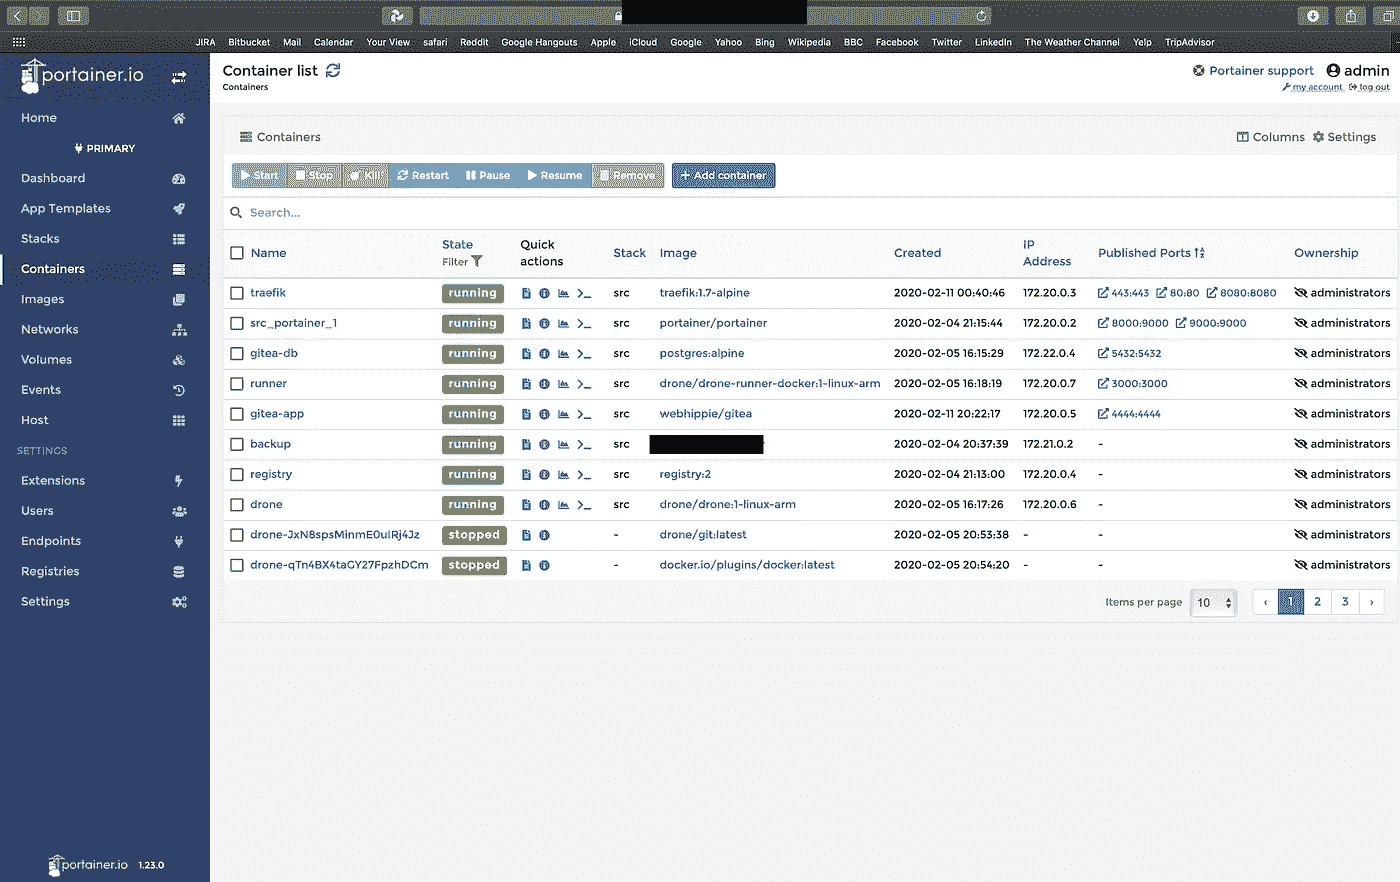 JIRA Bitbucket Mail Calendar Your View safari Reddit Google Hangouts Apple iCloud Google Yahoo Bing Wikipedia BBC Facebook Twitter LinkedIn The Weather Channel Yelp TripAdvisor
portainer.io
Home
PRIMARY
Dashboard
App Templates
Stacks
Containers
Images
Networks
Volumes
Events
Host
SETTINGS
Extensions
Users
Endpoints
Registries
Settings
portainer.io 1.23.0
Container list
Containers
Portainer support admin
my account log out
Containers
Columns Settings
Start Stop Kill Restart Pause Resume Remove + Add container
Search...
Name State Filter Quick actions Stack Image Created IP Address Published Ports Ownership
traefik running src traefik:1.7-alpine 2020-02-11 00:40:46 172.20.0.3 443:443 80:80 8080:8080 administrators
src_portainer_1 running src portainer/portainer 2020-02-04 21:15:44 172.20.0.2 8000:9000 9000:9000 administrators
gitea-db running src postgres:alpine 2020-02-05 16:15:29 172.22.0.4 5432:5432 administrators
runner running src drone/drone-runner-docker:1-linux-arm 2020-02-05 16:18:19 172.20.0.7 3000:3000 administrators
gitea-app running src webhippie/gitea 2020-02-11 20:22:17 172.20.0.5 4444:4444 administrators
backup running src 2020-02-04 20:37:39 172.21.0.2 - administrators
registry running src registry:2 2020-02-04 21:13:00 172.20.0.4 - administrators
drone running src drone/drone:1-linux-arm 2020-02-05 16:17:26 172.20.0.6 - administrators
drone-JxN8spsMinmE0uIRj4Jz stopped - drone/git:latest 2020-02-05 20:53:38 - - administrators
drone-qTn4BX4taGY27FpzhDCm stopped - docker.io/plugins/docker:latest 2020-02-05 20:54:20 - - administrators
Items per page 10 ‹ 1 2 3 ›